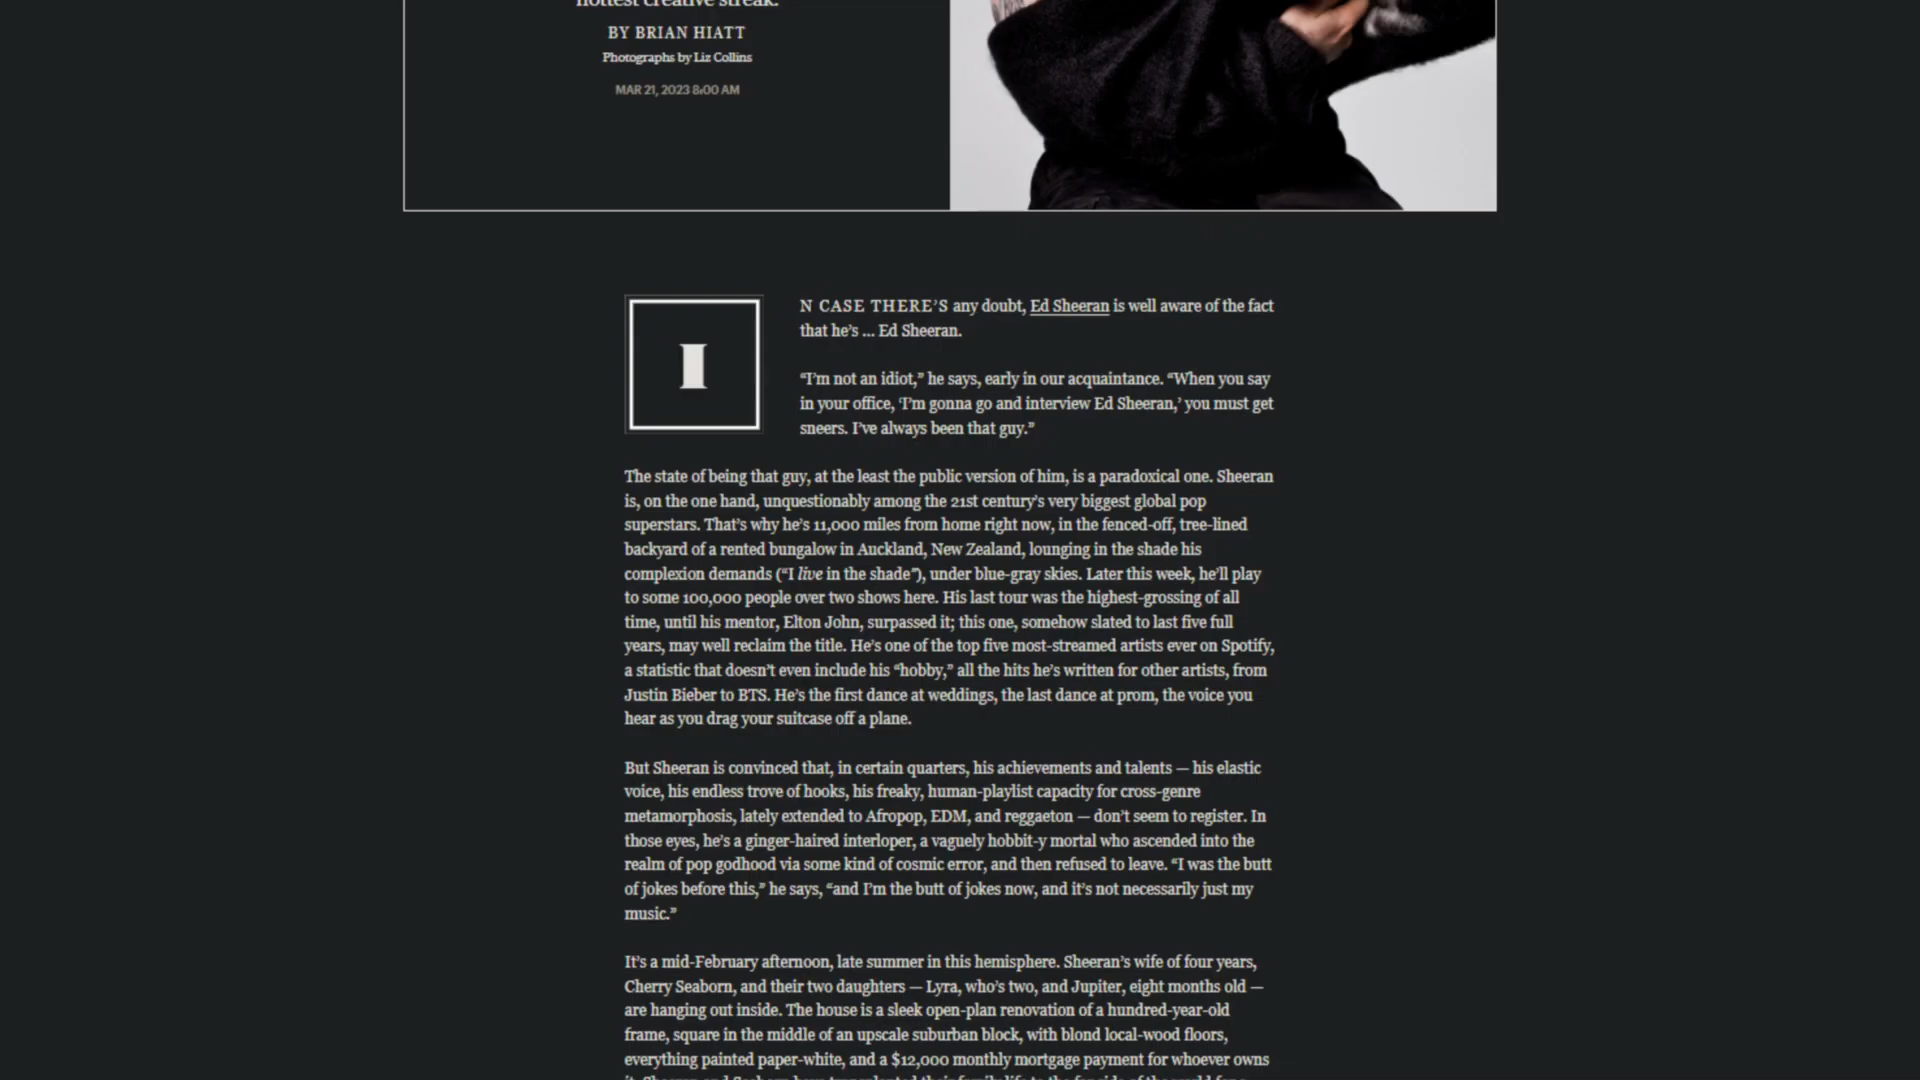 hottest creative streak.
BY BRIAN HIATT
Photographs by Liz Collins
MAR 21, 2023 8:00 AM
I
N CASE THERE’S any doubt, Ed Sheeran is well aware of the fact
that he’s ... Ed Sheeran.
“I’m not an idiot,” he says, early in our acquaintance. “When you say
in your office, ‘I’m gonna go and interview Ed Sheeran,’ you must get
sneers. I’ve always been that guy.”
The state of being that guy, at the least the public version of him, is a paradoxical one. Sheeran
is, on the one hand, unquestionably among the 21st century’s very biggest global pop
superstars. That’s why he’s 11,000 miles from home right now, in the fenced-off, tree-lined
backyard of a rented bungalow in Auckland, New Zealand, lounging in the shade his
complexion demands (“I live in the shade”), under blue-gray skies. Later this week, he’ll play
to some 100,000 people over two shows here. His last tour was the highest-grossing of all
time, until his mentor, Elton John, surpassed it; this one, somehow slated to last five full
years, may well reclaim the title. He’s one of the top five most-streamed artists ever on Spotify,
a statistic that doesn’t even include his “hobby,” all the hits he’s written for other artists, from
Justin Bieber to BTS. He’s the first dance at weddings, the last dance at prom, the voice you
hear as you drag your suitcase off a plane.
But Sheeran is convinced that, in certain quarters, his achievements and talents — his elastic
voice, his endless trove of hooks, his freaky, human-playlist capacity for cross-genre
metamorphosis, lately extended to Afropop, EDM, and reggaeton — don’t seem to register. In
those eyes, he’s a ginger-haired interloper, a vaguely hobbit-y mortal who ascended into the
realm of pop godhood via some kind of cosmic error, and then refused to leave. “I was the butt
of jokes before this,” he says, “and I’m the butt of jokes now, and it’s not necessarily just my
music.”
It’s a mid-February afternoon, late summer in this hemisphere. Sheeran’s wife of four years,
Cherry Seaborn, and their two daughters — Lyra, who’s two, and Jupiter, eight months old —
are hanging out inside. The house is a sleek open-plan renovation of a hundred-year-old
frame, square in the middle of an upscale suburban block, with blond local-wood floors,
everything painted paper-white, and a $12,000 monthly mortgage payment for whoever owns